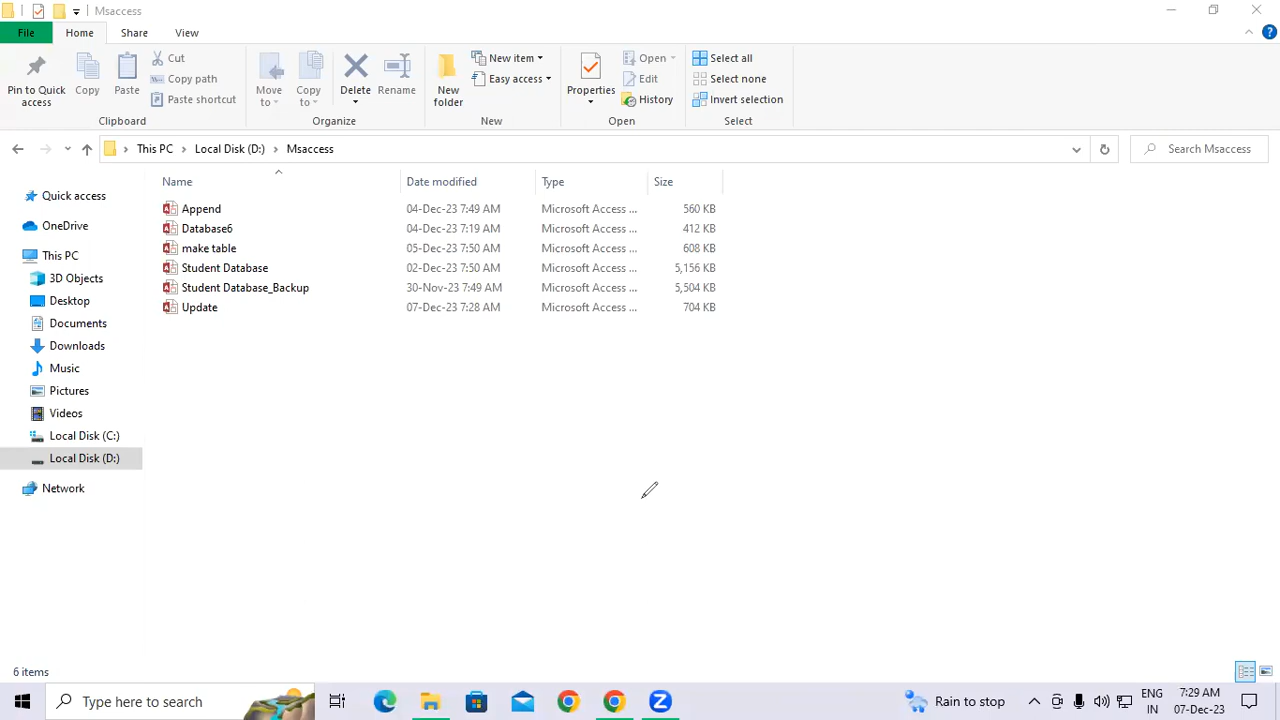 Msaccess
File Home Share View
Pin to Quick access
Copy
Paste
Cut
Copy path
Paste shortcut
Clipboard
Move to
Copy to
Delete
Rename
Organize
New folder
New item
Easy access
New
Properties
Open
Edit
History
Open
Select all
Select none
Invert selection
Select
This PC Local Disk (D:) Msaccess
Search Msaccess
Name Date modified Type Size
Append 04-Dec-23 7:49 AM Microsoft Access ... 560 KB
Database6 04-Dec-23 7:19 AM Microsoft Access ... 412 KB
make table 05-Dec-23 7:50 AM Microsoft Access ... 608 KB
Student Database 02-Dec-23 7:50 AM Microsoft Access ... 5,156 KB
Student Database_Backup 30-Nov-23 7:49 AM Microsoft Access ... 5,504 KB
Update 07-Dec-23 7:28 AM Microsoft Access ... 704 KB
Quick access
OneDrive
This PC
3D Objects
Desktop
Documents
Downloads
Music
Pictures
Videos
Local Disk (C:)
Local Disk (D:)
Network
6 items
Type here to search
Rain to stop
ENG
IN
7:29 AM
07-Dec-23